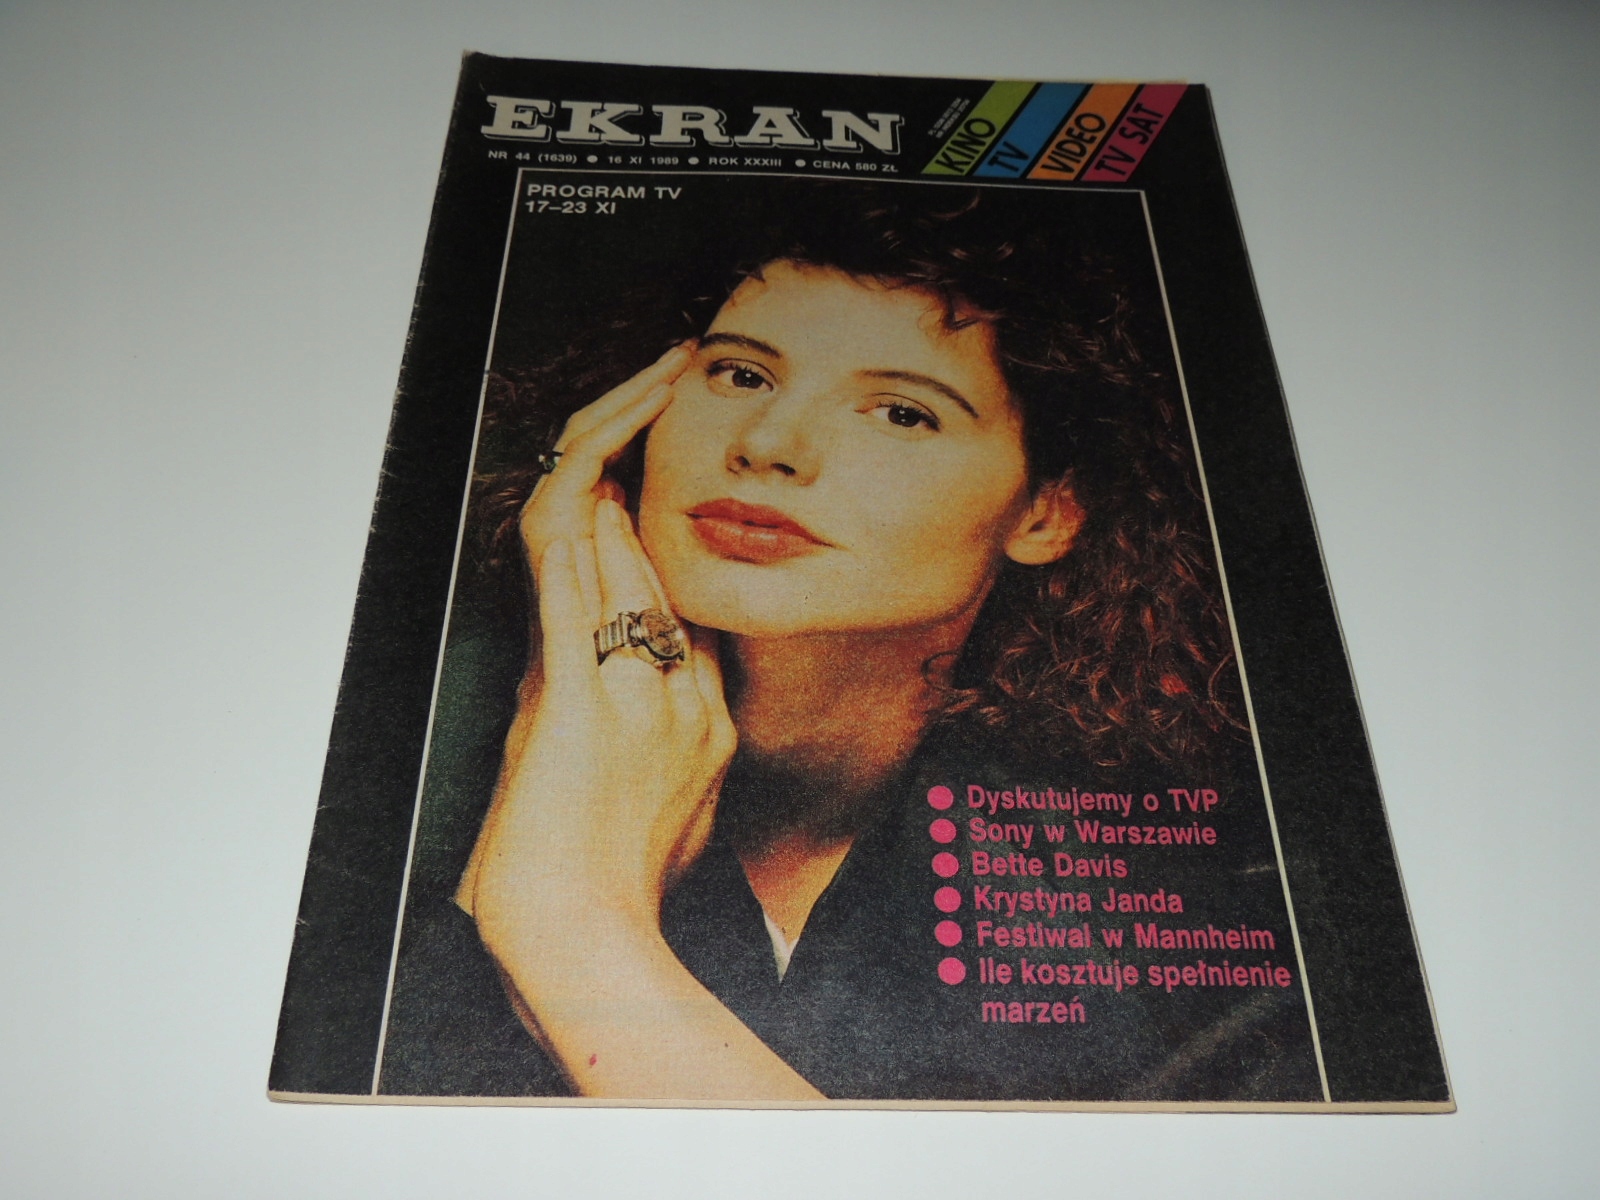 EKRAN
NR 44 (1639) ● 16 XI 1989 ● ROK XXXIII ● CENA 580 ZŁ
KINO
TV
VIDEO
TV SAT
PROGRAM TV
17–23 XI
● Dyskutujemy o TVP
● Sony w Warszawie
● Bette Davis
● Krystyna Janda
● Festiwal w Mannheim
● Ile kosztuje spełnienie
marzeń